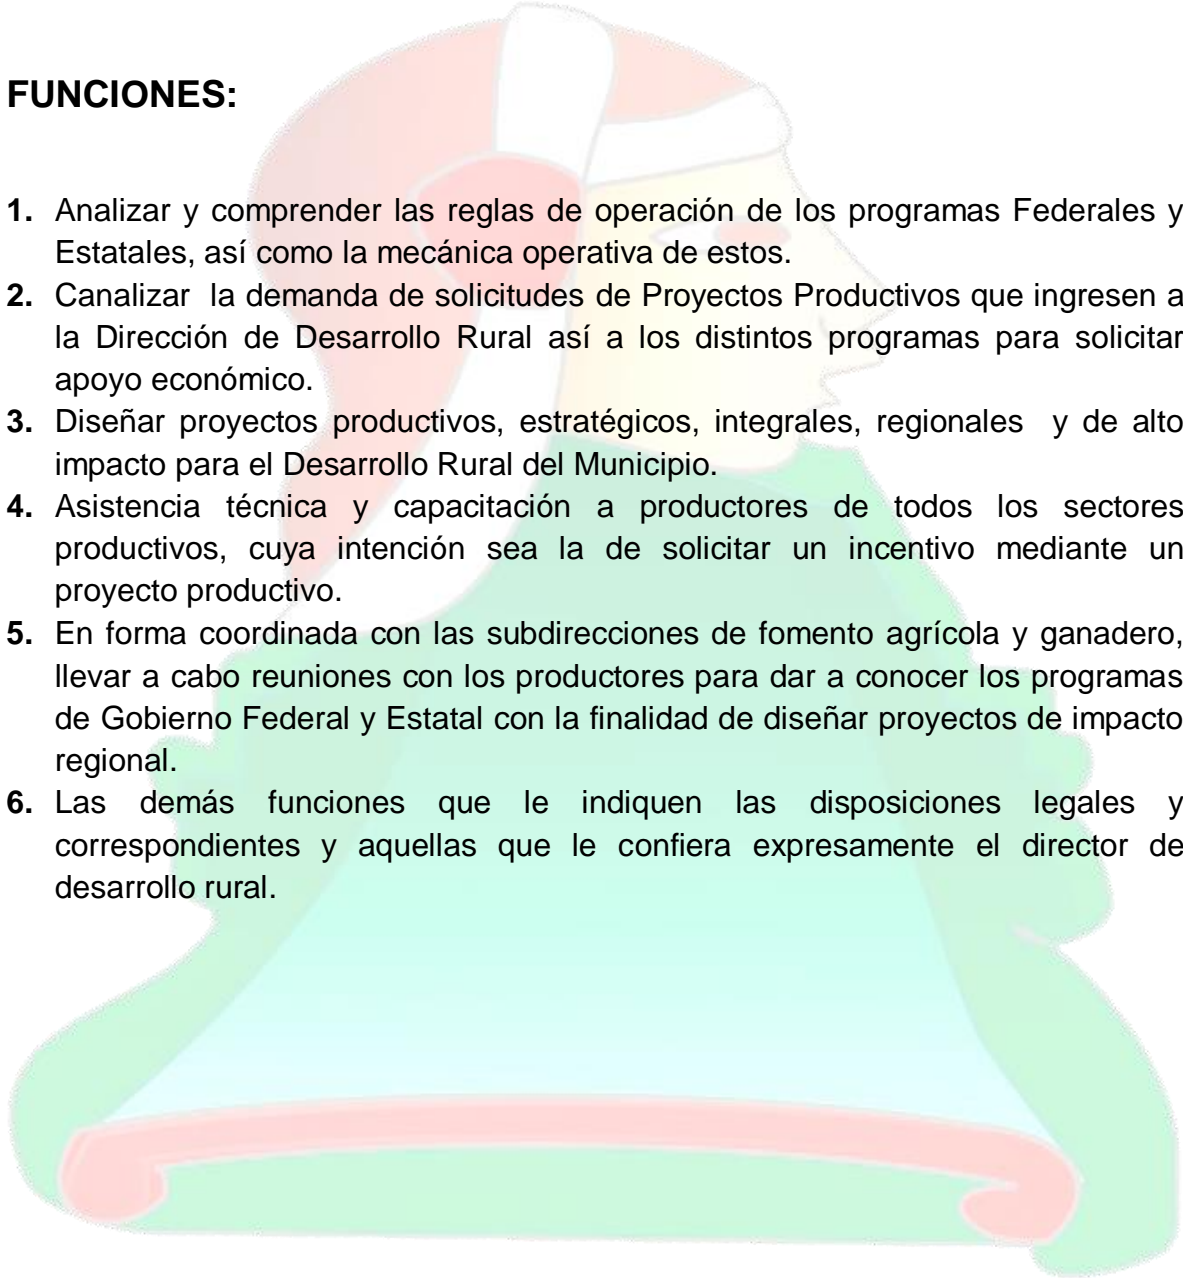 FUNCIONES:
1. Analizar y comprender las reglas de operación de los programas Federales y
Estatales, así como la mecánica operativa de estos.
2. Canalizar la demanda de solicitudes de Proyectos Productivos que ingresen a
la Dirección de Desarrollo Rural así a los distintos programas para solicitar
apoyo económico.
3. Diseñar proyectos productivos, estratégicos, integrales, regionales y de alto
impacto para el Desarrollo Rural del Municipio.
4. Asistencia técnica y capacitación a productores de todos los sectores
productivos, cuya intención sea la de solicitar un incentivo mediante un
proyecto productivo.
5. En forma coordinada con las subdirecciones de fomento agrícola y ganadero,
llevar a cabo reuniones con los productores para dar a conocer los programas
de Gobierno Federal y Estatal con la finalidad de diseñar proyectos de impacto
regional.
6. Las demás funciones que le indiquen las disposiciones legales y
correspondientes y aquellas que le confiera expresamente el director de
desarrollo rural.